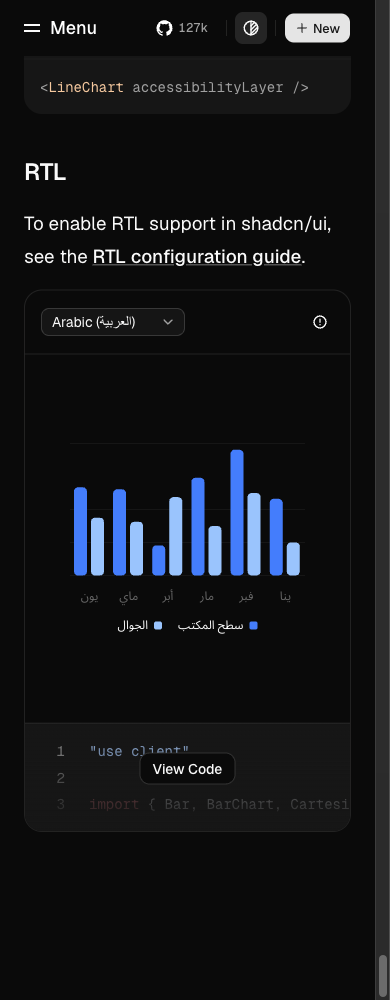 Menu
127k
New
<LineChart accessibilityLayer />
RTL
To enable RTL support in shadcn/ui,
see the RTL configuration guide.
Arabic (العربية)
ينا فبر مار أبر ماي يون
سطح المكتب الجوال
1 "use client"
2
View Code
3 import { Bar, BarChart, Cartesi